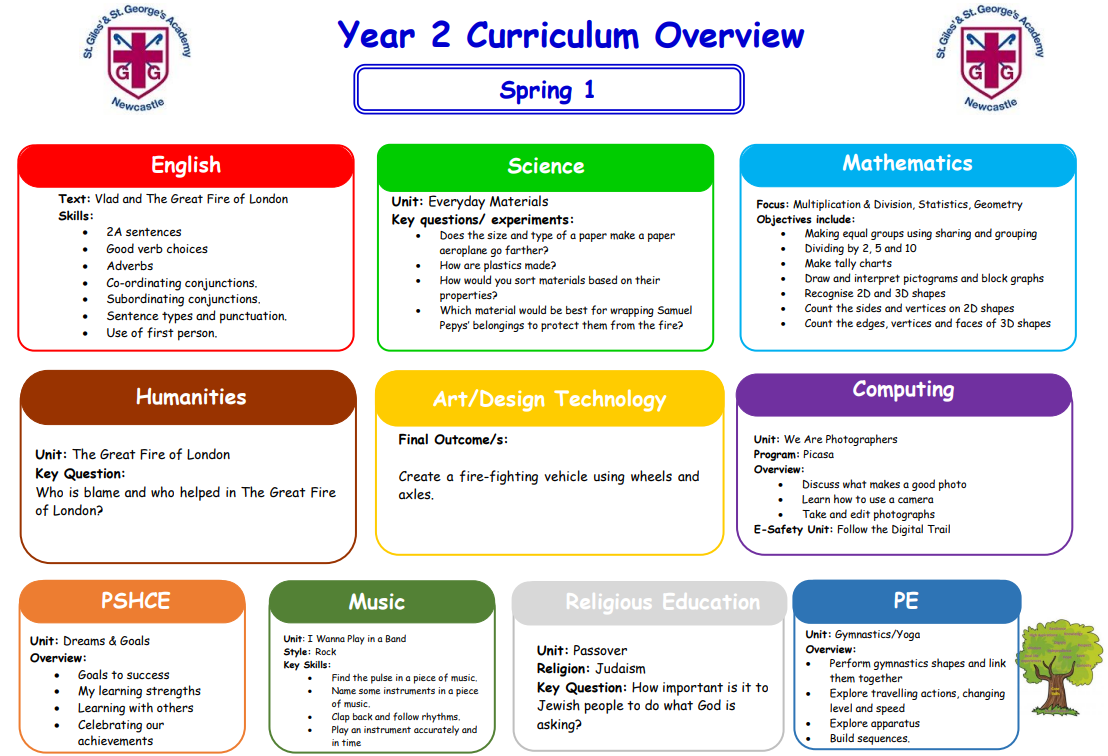 St. Giles' & St. George's Academy
G G
Newcastle
Year 2 Curriculum Overview
Spring 1
St. Giles' & St. George's Academy
G G
Newcastle
English
Text: Vlad and The Great Fire of London
Skills:
• 2A sentences
• Good verb choices
• Adverbs
• Co-ordinating conjunctions.
• Subordinating conjunctions.
• Sentence types and punctuation.
• Use of first person.
Science
Unit: Everyday Materials
Key questions/ experiments:
• Does the size and type of a paper make a paper
aeroplane go farther?
• How are plastics made?
• How would you sort materials based on their
properties?
• Which material would be best for wrapping Samuel
Pepys' belongings to protect them from the fire?
Mathematics
Focus: Multiplication & Division, Statistics, Geometry
Objectives include:
• Making equal groups using sharing and grouping
• Dividing by 2, 5 and 10
• Make tally charts
• Draw and interpret pictograms and block graphs
• Recognise 2D and 3D shapes
• Count the sides and vertices on 2D shapes
• Count the edges, vertices and faces of 3D shapes
Humanities
Unit: The Great Fire of London
Key Question:
Who is blame and who helped in The Great Fire
of London?
Art/Design Technology
Final Outcome/s:
Create a fire-fighting vehicle using wheels and
axles.
Computing
Unit: We Are Photographers
Program: Picasa
Overview:
• Discuss what makes a good photo
• Learn how to use a camera
• Take and edit photographs
E-Safety Unit: Follow the Digital Trail
PSHCE
Unit: Dreams & Goals
Overview:
• Goals to success
• My learning strengths
• Learning with others
• Celebrating our
achievements
Music
Unit: I Wanna Play in a Band
Style: Rock
Key Skills:
• Find the pulse in a piece of music.
• Name some instruments in a piece
of music.
• Clap back and follow rhythms.
• Play an instrument accurately and
in time
Religious Education
Unit: Passover
Religion: Judaism
Key Question: How important is it to
Jewish people to do what God is
asking?
PE
Unit: Gymnastics/Yoga
Overview:
• Perform gymnastics shapes and link
them together
• Explore travelling actions, changing
level and speed
• Explore apparatus
• Build sequences.